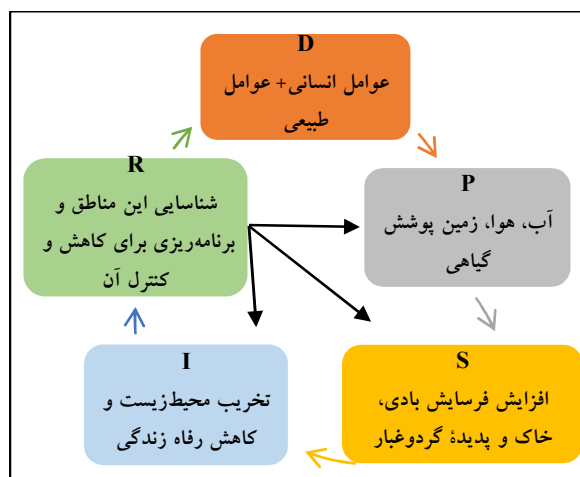 D
عوامل انسانی+ عوامل
طبیعی
P
آب، هوا، زمین پوشش
گیاهی
S
افزایش فرسایش بادی،
خاک و پدیدهٔ گردوغبار
I
تخریب محیط‌زیست و
کاهش رفاه زندگی
R
شناسایی این مناطق و
برنامه‌ریزی برای کاهش و
کنترل آن